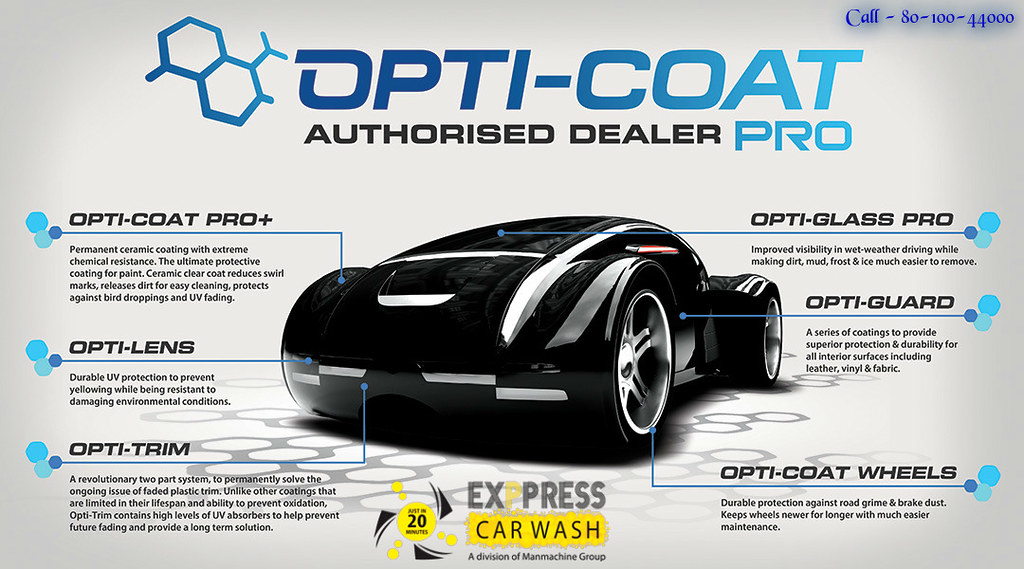 Call - 80-100-44000
OPTI-COAT
AUTHORISED DEALER PRO
OPTI-COAT PRO+
Permanent ceramic coating with extreme
chemical resistance. The ultimate protective
coating for paint. Ceramic clear coat reduces swirl
marks, releases dirt for easy cleaning, protects
against bird droppings and UV fading.
OPTI-LENS
Durable UV protection to prevent
yellowing while being resistant to
damaging environmental conditions.
OPTI-TRIM
A revolutionary two part system, to permanently solve the
ongoing issue of faded plastic trim. Unlike other coatings that
are limited in their lifespan and ability to prevent oxidation,
Opti-Trim contains high levels of UV absorbers to help prevent
future fading and provide a long term solution.
OPTI-GLASS PRO
Improved visibility in wet-weather driving while
making dirt, mud, frost & ice much easier to remove.
OPTI-GUARD
A series of coatings to provide
superior protection & durability for
all interior surfaces including
leather, vinyl & fabric.
OPTI-COAT WHEELS
Durable protection against road grime & brake dust.
Keeps wheels newer for longer with much easier
maintenance.
JUST IN
20
MINUTES
EXPPRESS
CAR WASH
A division of Manmachine Group